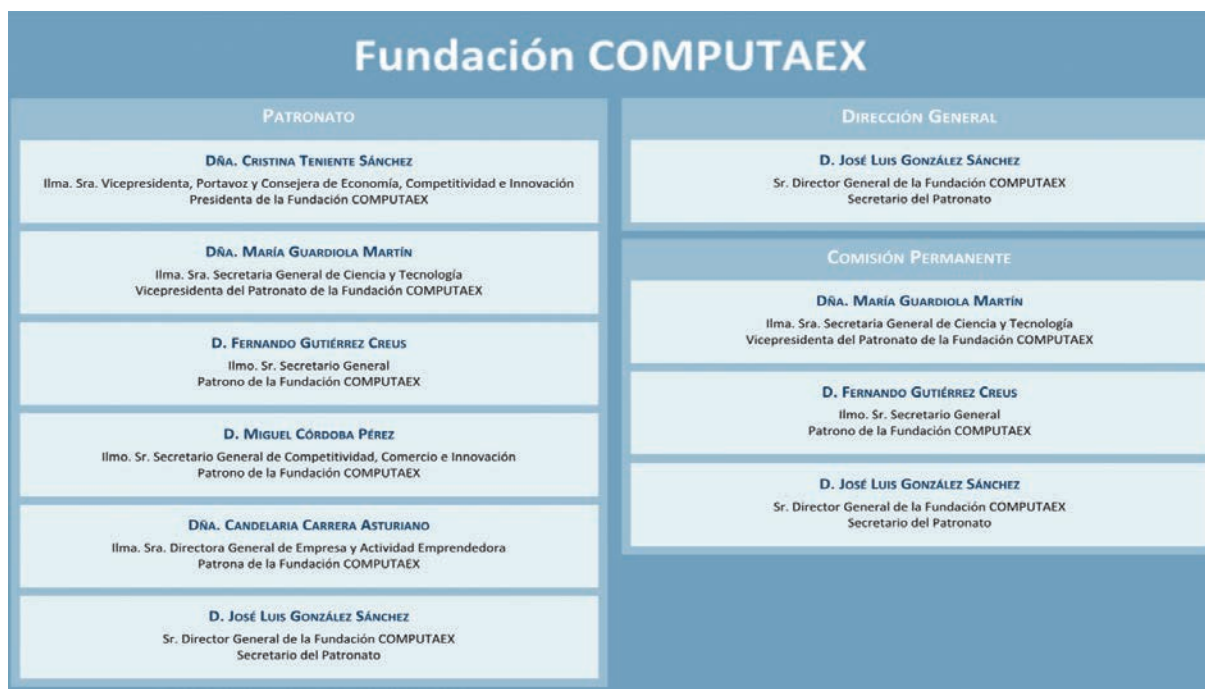 Fundación COMPUTAEX
PATRONATO
DÑA. CRISTINA TENIENTE SÁNCHEZ
Ilma. Sra. Vicepresidenta, Portavoz y Consejera de Economía, Competitividad e Innovación
Presidenta de la Fundación COMPUTAEX
DÑA. MARÍA GUARDIOLA MARTÍN
Ilma. Sra. Secretaria General de Ciencia y Tecnología
Vicepresidenta del Patronato de la Fundación COMPUTAEX
D. FERNANDO GUTIÉRREZ CREUS
Ilmo. Sr. Secretario General
Patrono de la Fundación COMPUTAEX
D. MIGUEL CÓRDOBA PÉREZ
Ilmo. Sr. Secretario General de Competividad, Comercio e Innovación
Patrono de la Fundación COMPUTAEX
DÑA. CANDELARIA CARRERA ASTURIANO
Ilma. Sra. Directora General de Empresa y Actividad Emprendedora
Patrona de la Fundación COMPUTAEX
D. JOSÉ LUIS GONZÁLEZ SÁNCHEZ
Sr. Director General de la Fundación COMPUTAEX
Secretario del Patronato
DIRECCIÓN GENERAL
D. JOSÉ LUIS GONZÁLEZ SÁNCHEZ
Sr. Director General de la Fundación COMPUTAEX
Secretario del Patronato
COMISIÓN PERMANENTE
DÑA. MARÍA GUARDIOLA MARTÍN
Ilma. Sra. Secretaria General de Ciencia y Tecnología
Vicepresidenta del Patronato de la Fundación COMPUTAEX
D. FERNANDO GUTIÉRREZ CREUS
Ilmo. Sr. Secretario General
Patrono de la Fundación COMPUTAEX
D. JOSÉ LUIS GONZÁLEZ SÁNCHEZ
Sr. Director General de la Fundación COMPUTAEX
Secretario del Patronato